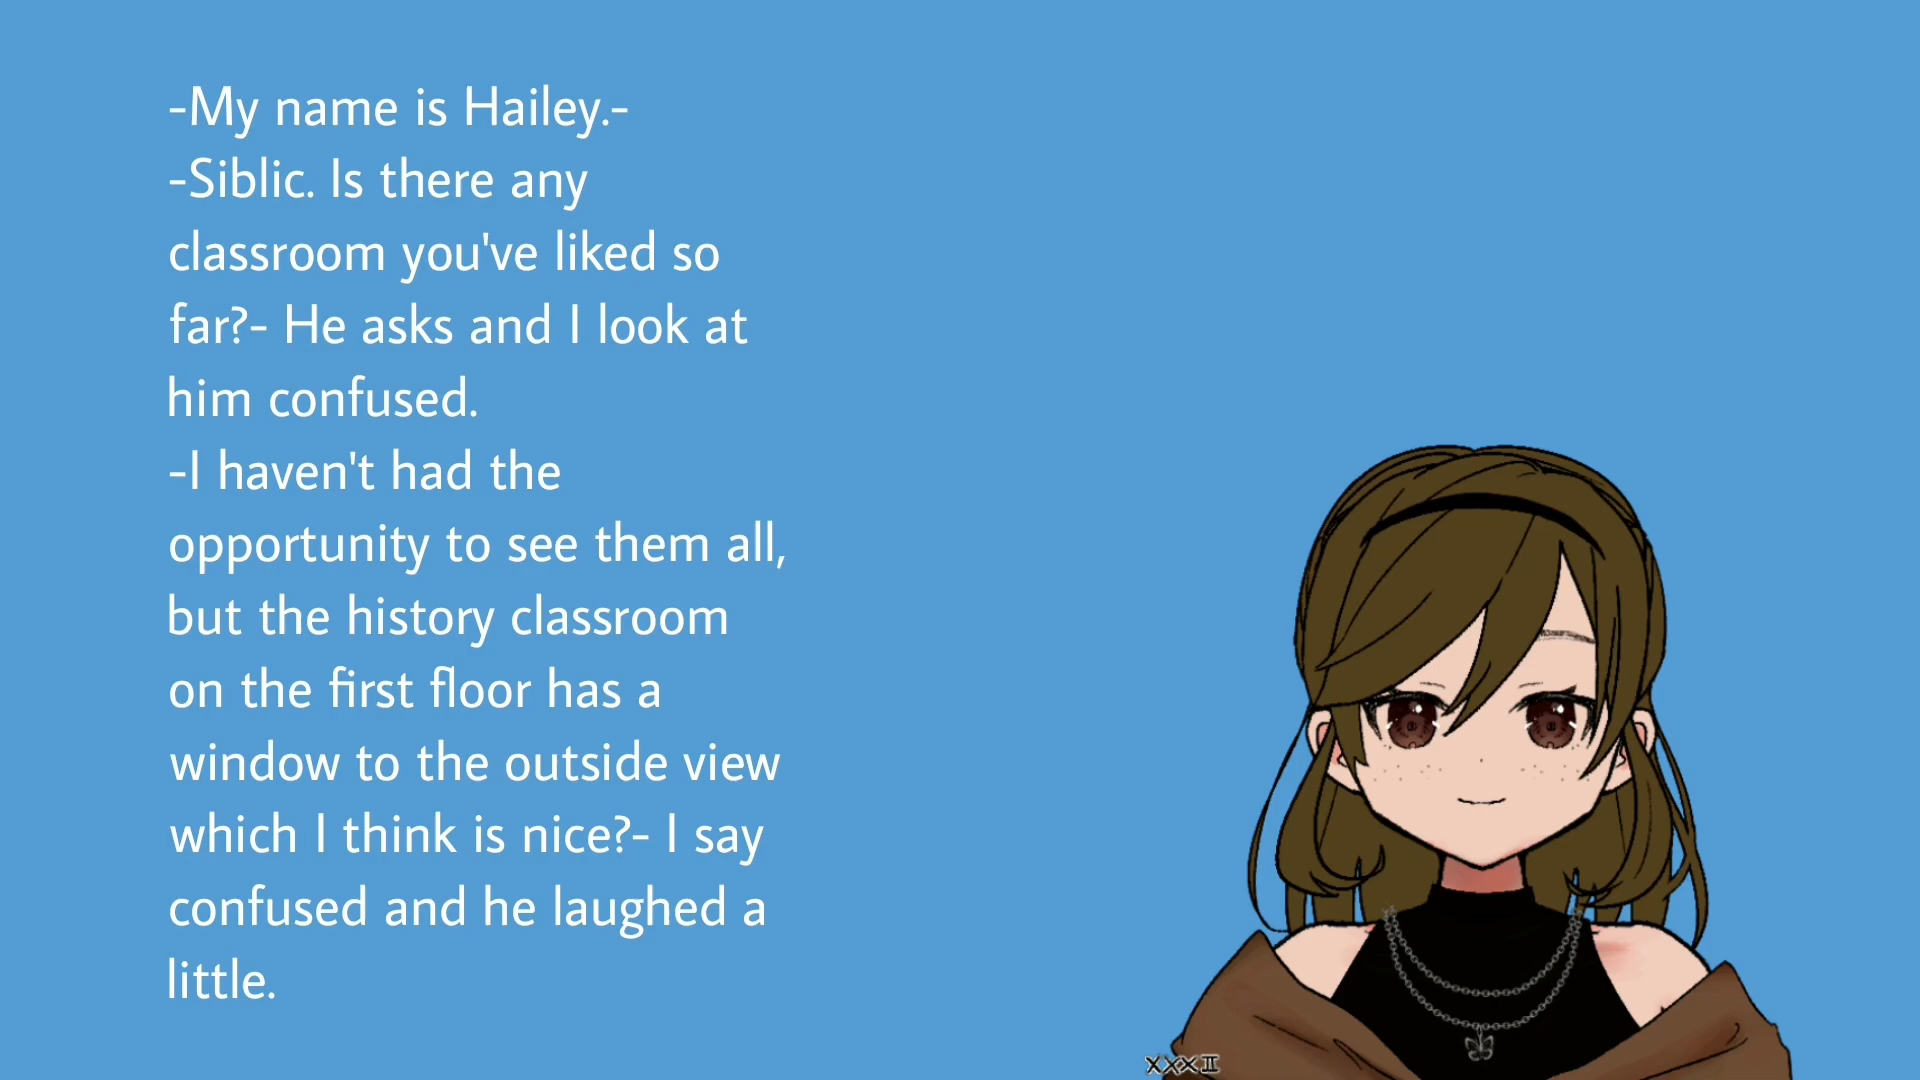 -My name is Hailey.-
-Siblic. Is there any
classroom you've liked so
far?- He asks and I look at
him confused.
-I haven't had the
opportunity to see them all,
but the history classroom
on the first floor has a
window to the outside view
which I think is nice?- I say
confused and he laughed a
little.
XXXII